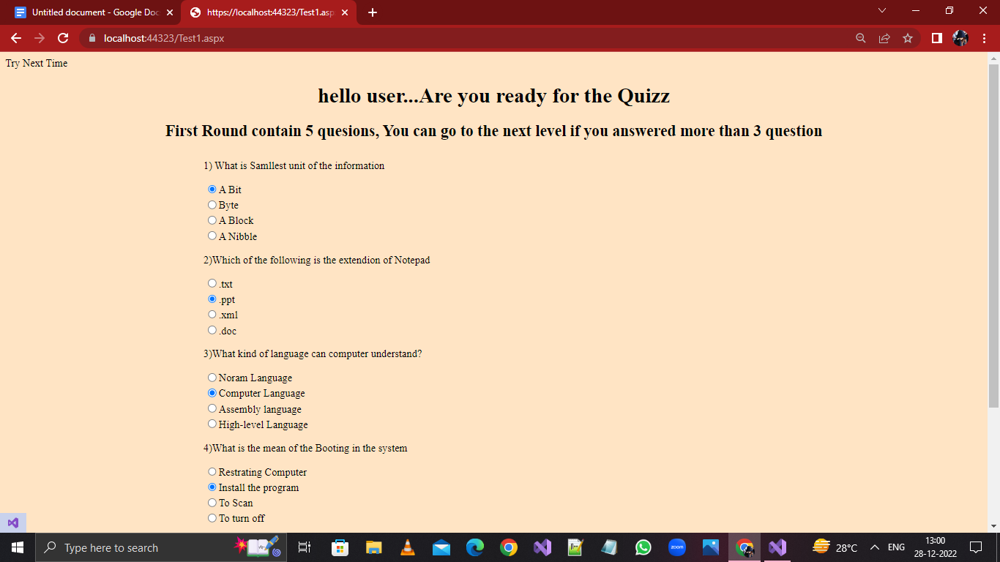 Untitled document - Google Doc
https://localhost:44323/Test1.asp
localhost:44323/Test1.aspx
Try Next Time
hello user...Are you ready for the Quizz
First Round contain 5 quesions, You can go to the next level if you answered more than 3 question
1) What is Samllest unit of the information
A Bit
Byte
A Block
A Nibble
2)Which of the following is the extendion of Notepad
.txt
.ppt
.xml
.doc
3)What kind of language can computer understand?
Noram Language
Computer Language
Assembly language
High-level Language
4)What is the mean of the Booting in the system
Restrating Computer
Install the program
To Scan
To turn off
Type here to search
zoom
28°C
ENG
13:00
28-12-2022